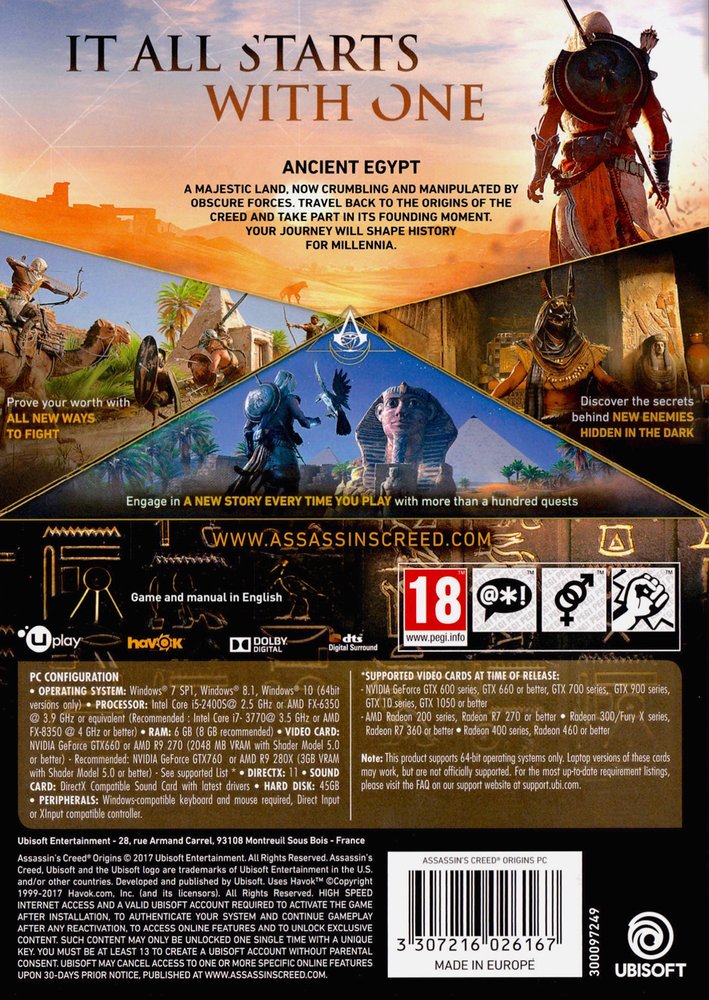 IT ALL STARTS
WITH ONE
ANCIENT EGYPT
A MAJESTIC LAND, NOW CRUMBLING AND MANIPULATED BY
OBSCURE FORCES. TRAVEL BACK TO THE ORIGINS OF THE
CREED AND TAKE PART IN ITS FOUNDING MOMENT.
YOUR JOURNEY WILL SHAPE HISTORY
FOR MILLENNIA.
Prove your worth with
ALL NEW WAYS
TO FIGHT
Discover the secrets
behind NEW ENEMIES
HIDDEN IN THE DARK
Engage in A NEW STORY EVERY TIME YOU PLAY with more than a hundred quests
WWW.ASSASSINSCREED.COM
Game and manual in English
18
www.pegi.info
@*!
Uplay
havok
DOLBY
DIGITAL
dts
Digital Surround
PC CONFIGURATION
• OPERATING SYSTEM: Windows® 7 SP1, Windows® 8.1, Windows® 10 (64bit
versions only) • PROCESSOR: Intel Core i5-2400S@ 2.5 GHz or AMD FX-6350
@ 3.9 GHz or equivalent (Recommended : Intel Core i7- 3770@ 3.5 GHz or AMD
FX-8350 @ 4 GHz or better) • RAM: 6 GB (8 GB recommended) • VIDEO CARD:
NVIDIA GeForce GTX660 or AMD R9 270 (2048 MB VRAM with Shader Model 5.0
or better) - Recommended: NVIDIA GeForce GTX760 or AMD R9 280X (3GB VRAM
with Shader Model 5.0 or better) - See supported List * • DIRECTX: 11 • SOUND
CARD: DirectX Compatible Sound Card with latest drivers • HARD DISK: 45GB
• PERIPHERALS: Windows-compatible keyboard and mouse required, Direct Input
or XInput compatible controller.
*SUPPORTED VIDEO CARDS AT TIME OF RELEASE:
- NVIDIA GeForce GTX 600 series, GTX 660 or better, GTX 700 series, GTX 900 series,
GTX 10 series, GTX 1050 or better
- AMD Radeon 200 series, Radeon R7 270 or better • Radeon 300/Fury X series,
Radeon R7 360 or better • Radeon 400 series, Radeon 460 or better
Note: This product supports 64-bit operating systems only. Laptop versions of these cards
may work, but are not officially supported. For the most up-to-date requirement listings,
please visit the FAQ on our support website at support.ubi.com.
Ubisoft Entertainment - 28, rue Armand Carrel, 93108 Montreuil Sous Bois - France
Assassin's Creed® Origins © 2017 Ubisoft Entertainment. All Rights Reserved. Assassin's
Creed, Ubisoft and the Ubisoft logo are trademarks of Ubisoft Entertainment in the U.S.
and/or other countries. Developed and published by Ubisoft. Uses Havok™ ©Copyright
1999-2017 Havok.com, Inc. (and its licensors). All Rights Reserved. HIGH SPEED
INTERNET ACCESS AND A VALID UBISOFT ACCOUNT REQUIRED TO ACTIVATE THE GAME
AFTER INSTALLATION, TO AUTHENTICATE YOUR SYSTEM AND CONTINUE GAMEPLAY
AFTER ANY REACTIVATION, TO ACCESS ONLINE FEATURES AND TO UNLOCK EXCLUSIVE
CONTENT. SUCH CONTENT MAY ONLY BE UNLOCKED ONE SINGLE TIME WITH A UNIQUE
KEY. YOU MUST BE AT LEAST 13 TO CREATE A UBISOFT ACCOUNT WITHOUT PARENTAL
CONSENT. UBISOFT MAY CANCEL ACCESS TO ONE OR MORE SPECIFIC ONLINE FEATURES
UPON 30-DAYS PRIOR NOTICE, PUBLISHED AT WWW.ASSASSINSCREED.COM
ASSASSIN'S CREED® ORIGINS PC
3 307216 026167
MADE IN EUROPE
300097249
UBISOFT